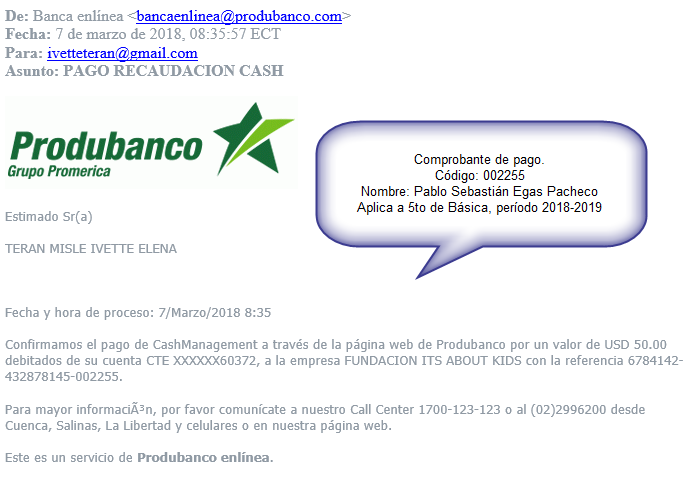 De: Banca enlínea <bancaenlinea@produbanco.com>
Fecha: 7 de marzo de 2018, 08:35:57 ECT
Para: ivetteteran@gmail.com
Asunto: PAGO RECAUDACION CASH
Produbanco
Grupo Promerica
Comprobante de pago.
Código: 002255
Nombre: Pablo Sebastián Egas Pacheco
Aplica a 5to de Básica, período 2018-2019
Estimado Sr(a)
TERAN MISLE IVETTE ELENA
Fecha y hora de proceso: 7/Marzo/2018 8:35
Confirmamos el pago de CashManagement a través de la página web de Produbanco por un valor de USD 50.00
debitados de su cuenta CTE XXXXXX60372, a la empresa FUNDACION ITS ABOUT KIDS con la referencia 6784142-
432878145-002255.
Para mayor informaciÃ³n, por favor comunícate a nuestro Call Center 1700-123-123 o al (02)2996200 desde
Cuenca, Salinas, La Libertad y celulares o en nuestra página web.
Este es un servicio de Produbanco enlínea.